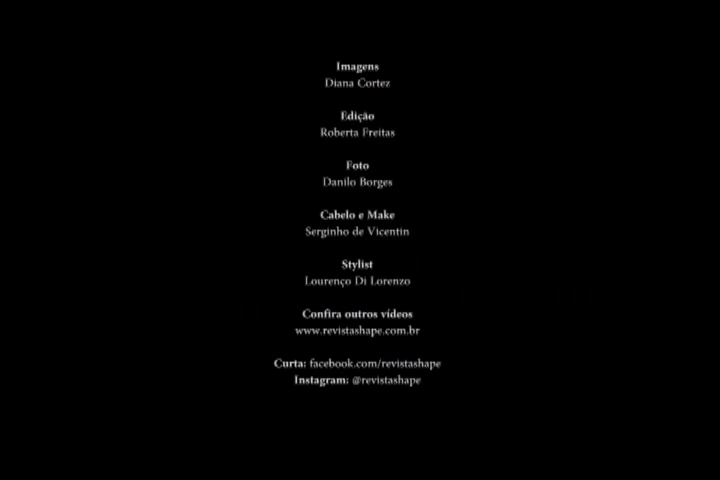 Imagens
Diana Cortez
Edição
Roberta Freitas
Foto
Danilo Borges
Cabelo e Make
Serginho de Vicentin
Stylist
Lourenço Di Lorenzo
Confira outros vídeos
www.revistashape.com.br
Curta: facebook.com/revistashape
Instagram: @revistashape